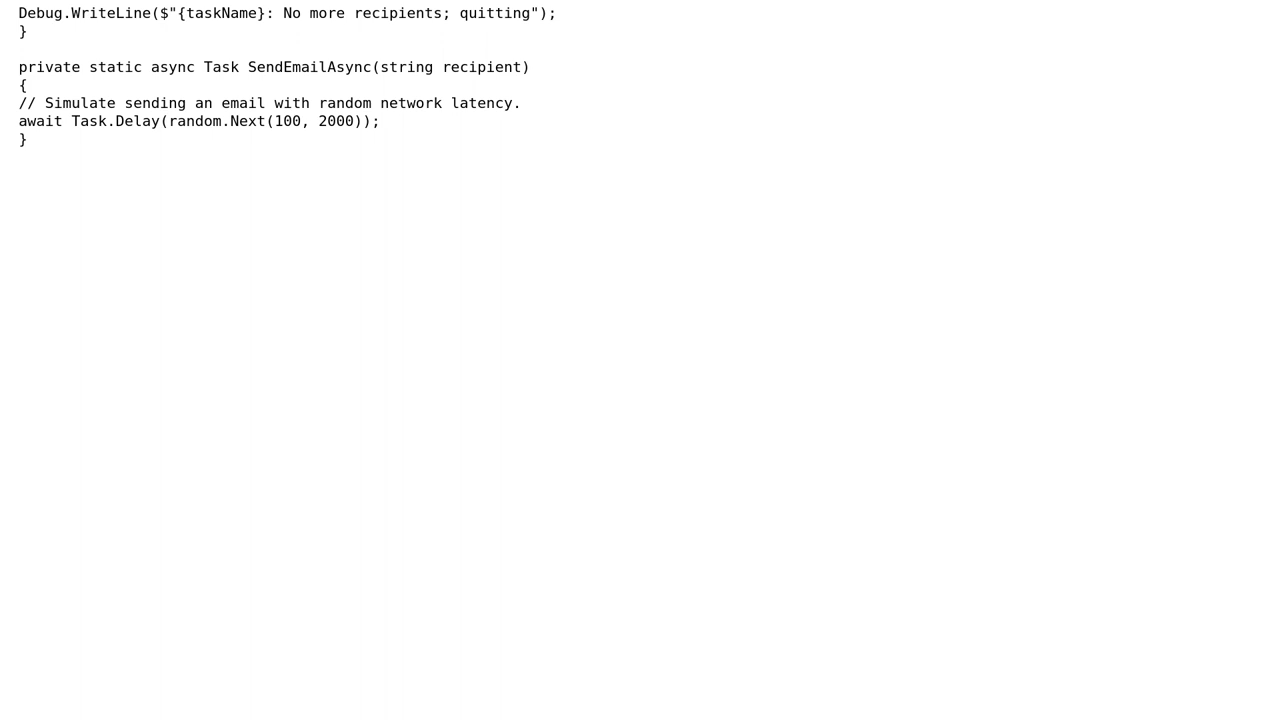 Debug.WriteLine($"{taskName}: No more recipients; quitting");
}

private static async Task SendEmailAsync(string recipient)
{
// Simulate sending an email with random network latency.
await Task.Delay(random.Next(100, 2000));
}